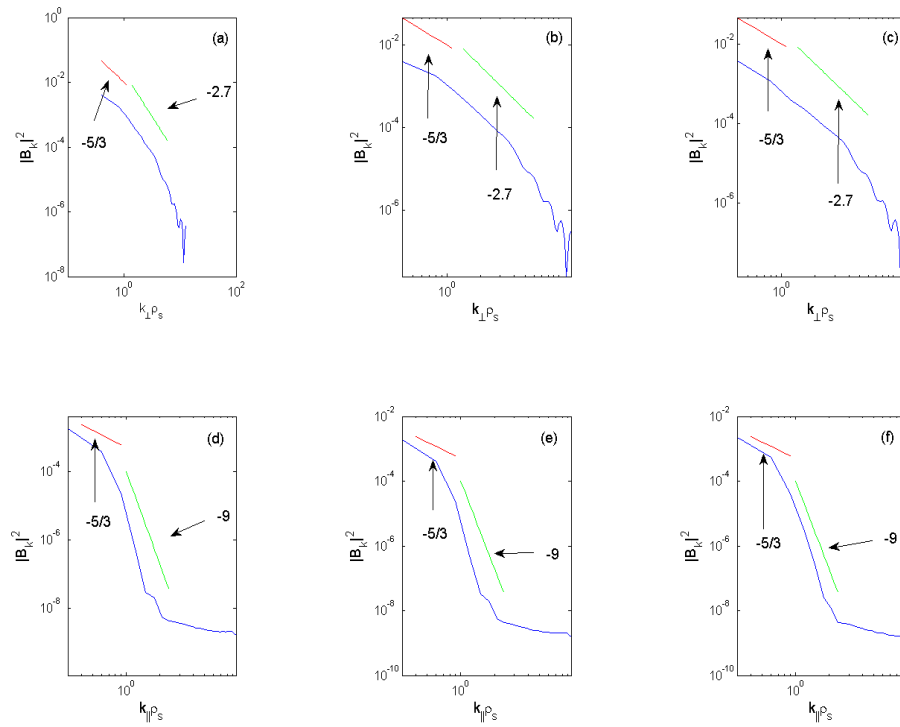 10^0
(a)
10^-2
-2.7
|B_k|^2
10^-4
-5/3
10^-6
10^-8
10^0
10^2
k_⊥ρ_s
(b)
10^-2
-5/3
|B_k|^2
10^-4
-2.7
10^-6
10^0
k_⊥ρ_s
(c)
10^-2
-5/3
|B_k|^2
10^-4
-2.7
10^-6
10^0
k_⊥ρ_s
(d)
10^-4
-5/3
-9
|B_k|^2
10^-6
10^-8
10^0
k_||ρ_s
10^-2
(e)
10^-4
-5/3
-9
|B_k|^2
10^-6
10^-8
10^-10
10^0
k_||ρ_s
10^-2
(f)
10^-4
-5/3
-9
|B_k|^2
10^-6
10^-8
10^-10
10^0
k_||ρ_s